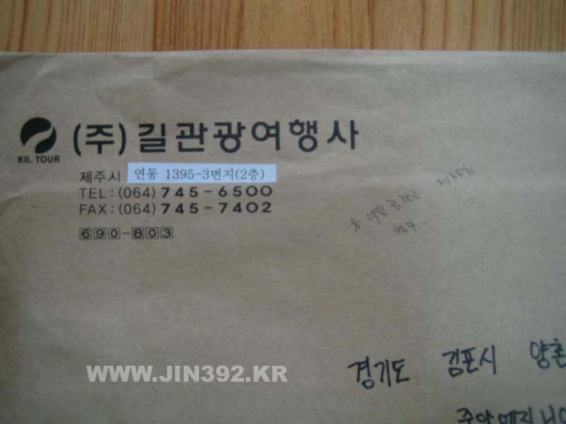 (주)길관광여행사
KIL TOUR
제주시 연동 1395-3번지(2층)
TEL:(064)745-6500
FAX:(064)745-7402
690-803
WWW.JIN392.KR
경기도 김포시 양촌